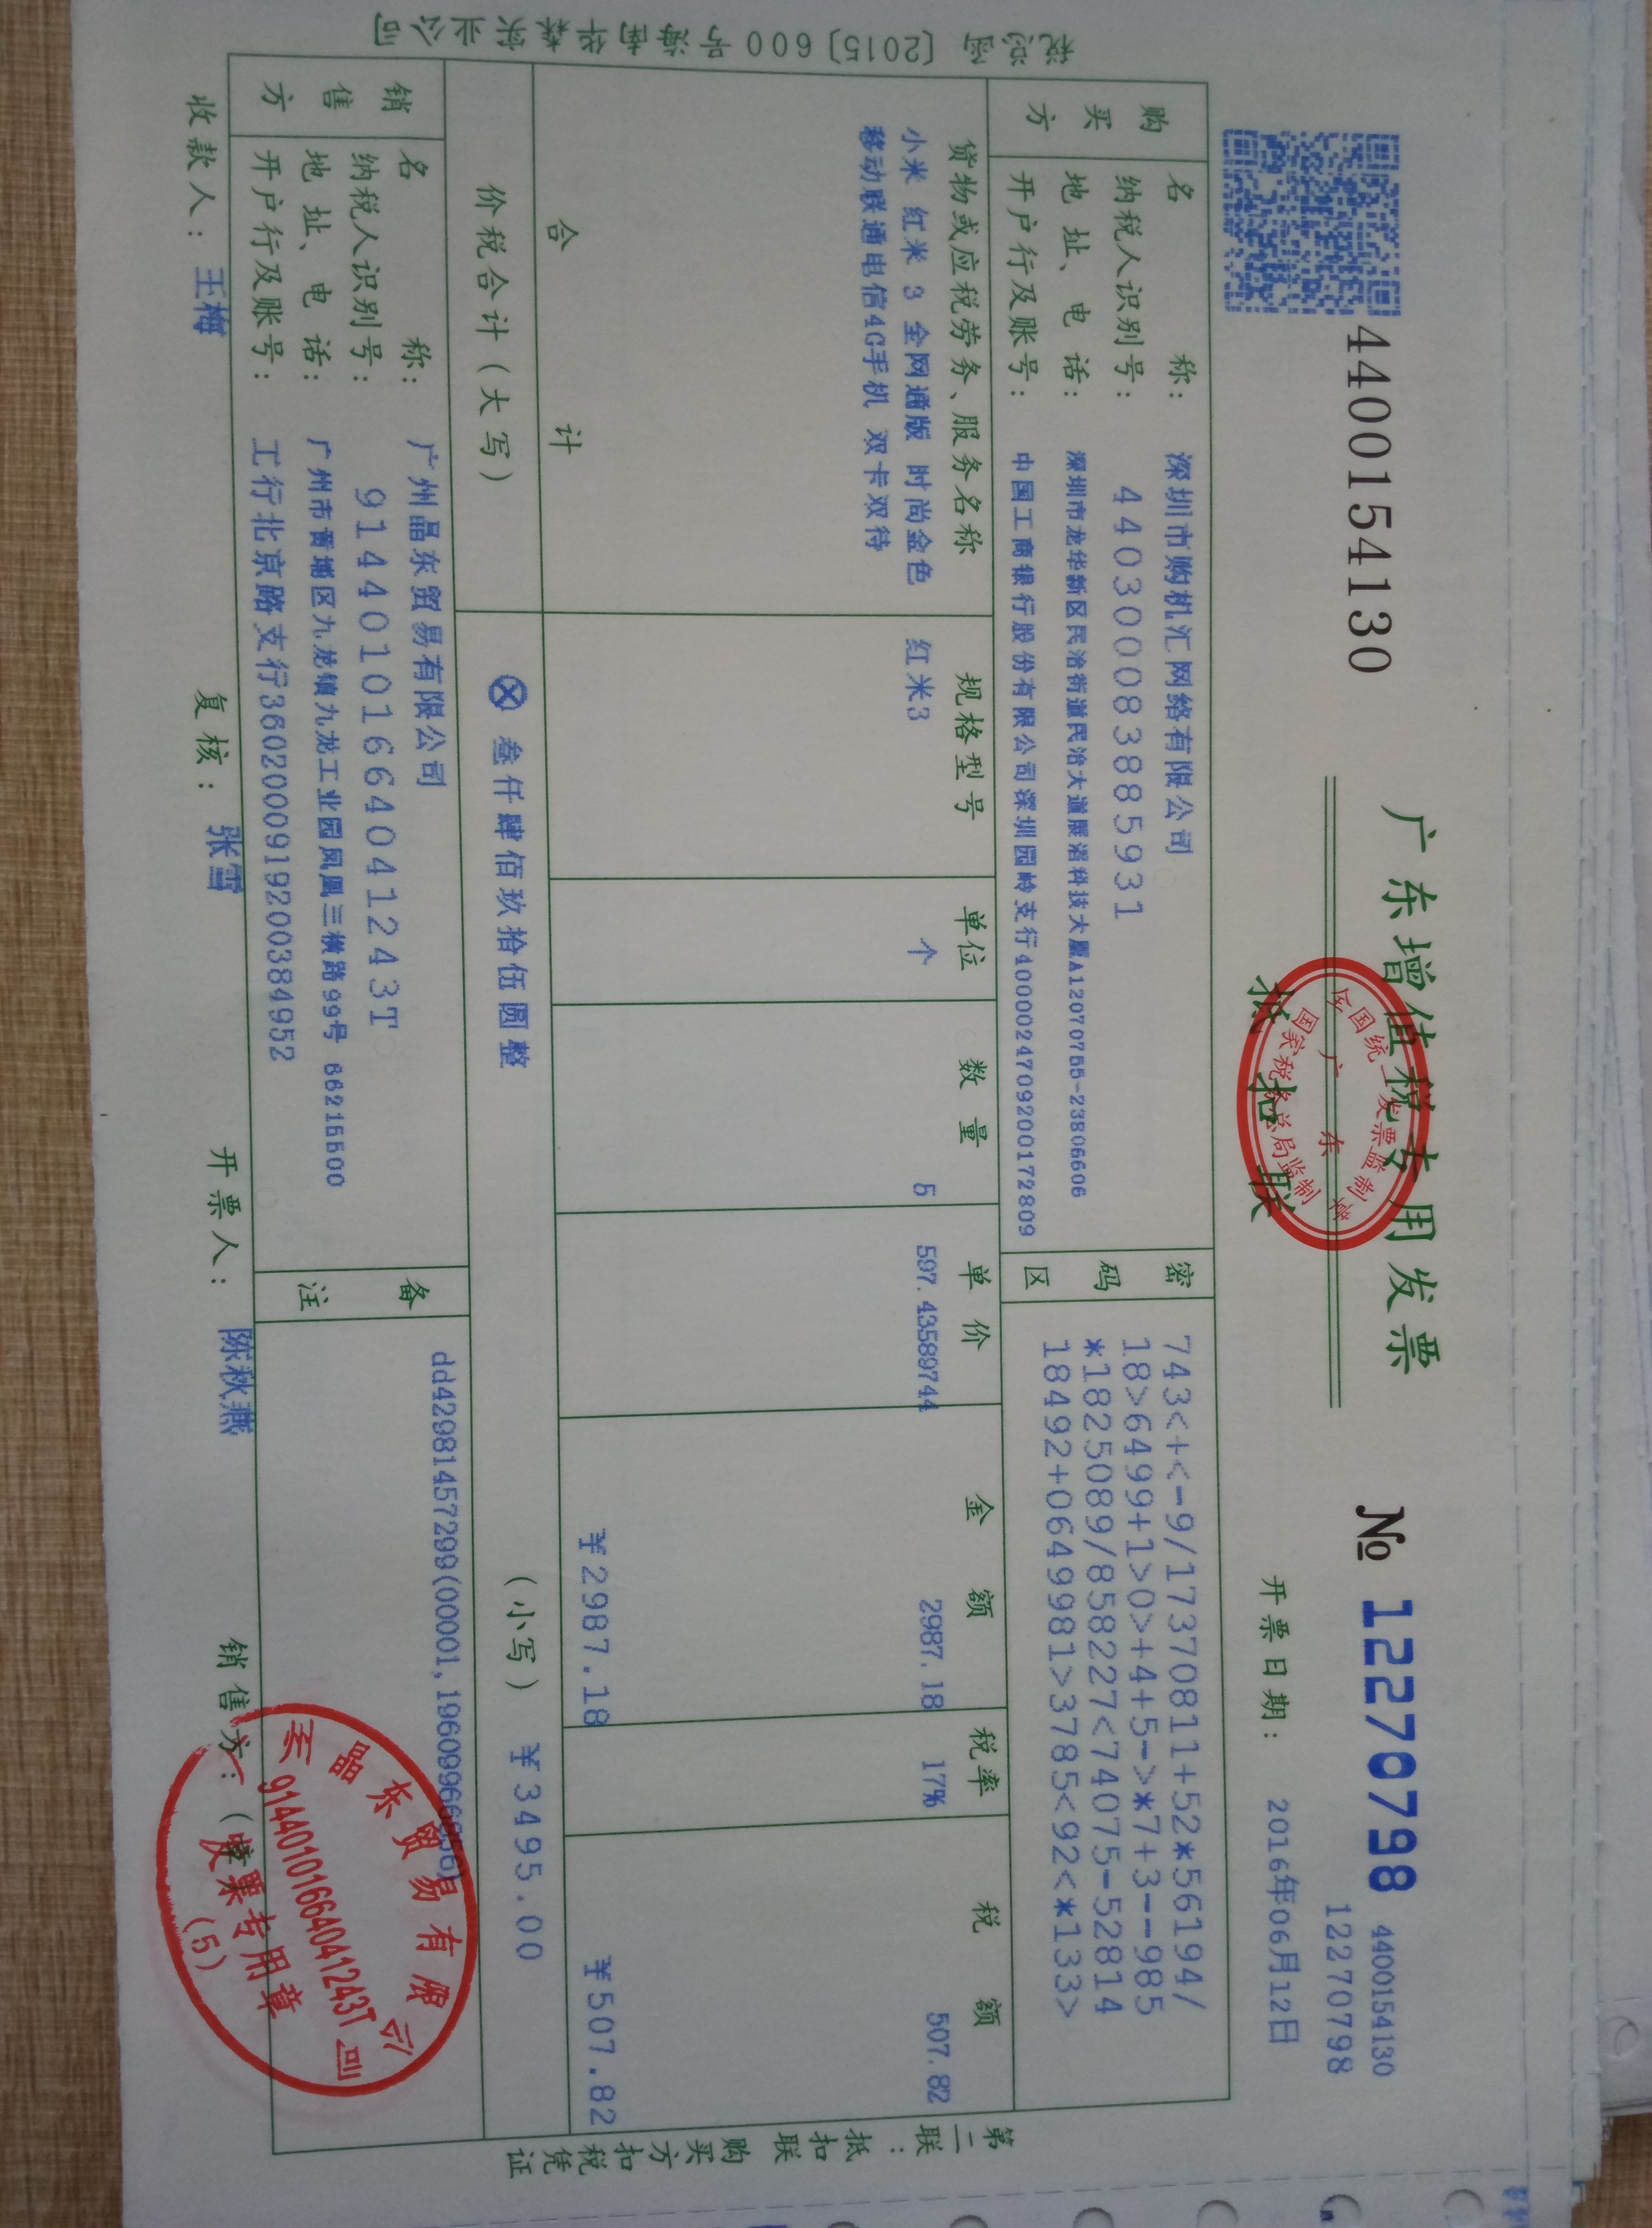 4400154130
广东增值税专用发票
抵扣联
№ 12270798
4400154130
12270798
开票日期: 2016年06月12日
全国统一发票监制章
广东
国家税务总局监制
税总函〔2015〕600号海南华森实业公司
购买方
名 称: 深圳市购机汇网络有限公司
纳税人识别号: 440300083885931
地 址、电 话: 深圳市龙华新区民治街道民治大道展滔科技大厦A12070755-23806606
开户行及账号: 中国工商银行股份有限公司深圳园岭支行4000024709200172809
密码区
743<+<-9/17370811+52*56194/
18>6499+1>0>+4+5->*7+3--985
*1825089/858227<74075-52814
18492+0649981>3785<92<*133>
货物或应税劳务、服务名称 规格型号 单位 数量 单价 金额 税率 税额
小米 红米 3 全网通版 时尚金色 红米3 个 5 597.43589744 2987.18 17% 507.82
移动联通电信4G手机 双卡双待
合 计 ¥2987.18 ¥507.82
价税合计(大写) ⊗ 叁仟肆佰玖拾伍圆整 (小写) ¥3495.00
销售方
名 称: 广州晶东贸易有限公司
纳税人识别号: 91440101664041243T
地 址、电 话: 广州市黄埔区九龙镇九龙工业园凤凰三横路99号 66215500
开户行及账号: 工行北京路支行3602000919200384952
备注
dd42981457299(00001,
收款人: 王梅 复核: 张雪 开票人: 陈秋燕 销售方:(章)
晶东贸易有限公司
91440101664041243T
发票专用章
(5)
第二联:抵扣联 购买方扣税凭证